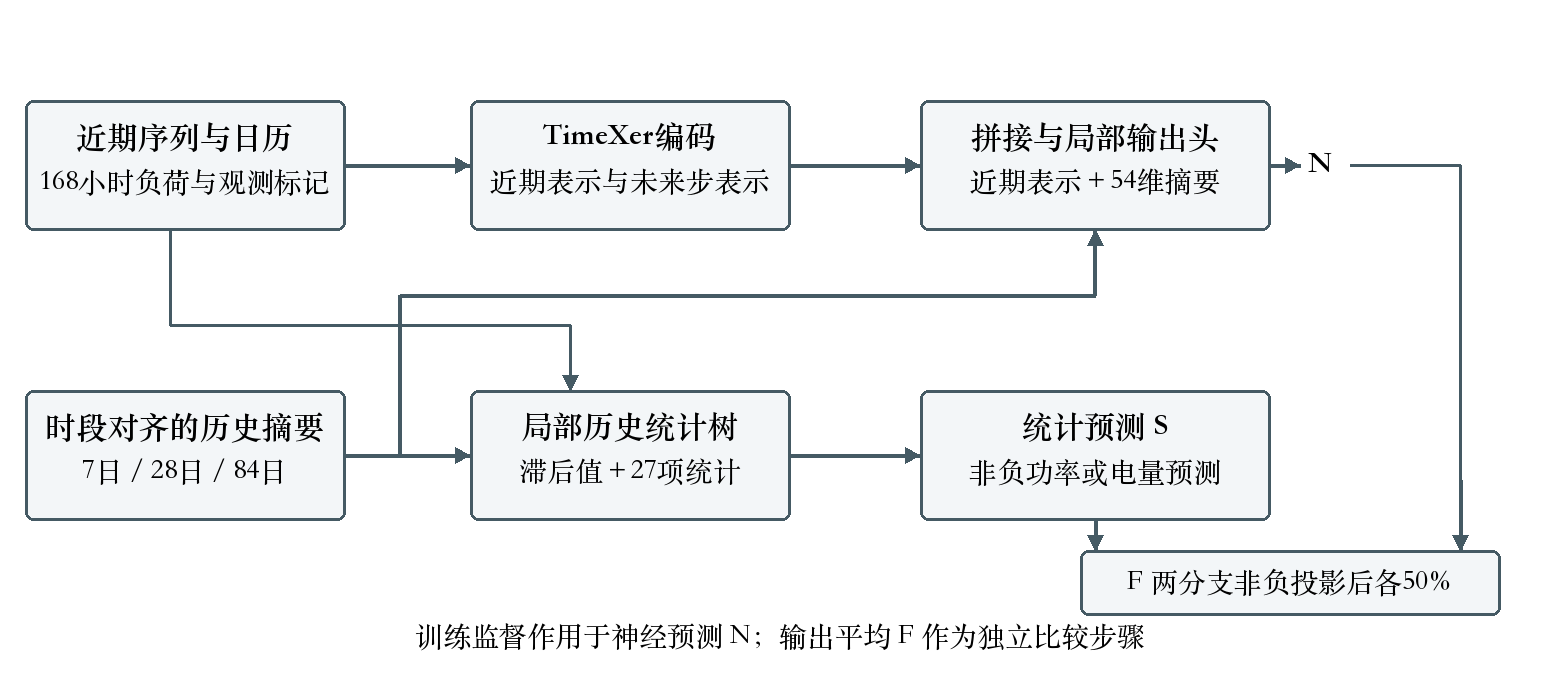 近期序列与日历
168小时负荷与观测标记
TimeXer编码
近期表示与未来步表示
拼接与局部输出头
近期表示 + 54维摘要
N
时段对齐的历史摘要
7日 / 28日 / 84日
局部历史统计树
滞后值 + 27项统计
统计预测 S
非负功率或电量预测
F 两分支非负投影后各50%
训练监督作用于神经预测 N；输出平均 F 作为独立比较步骤